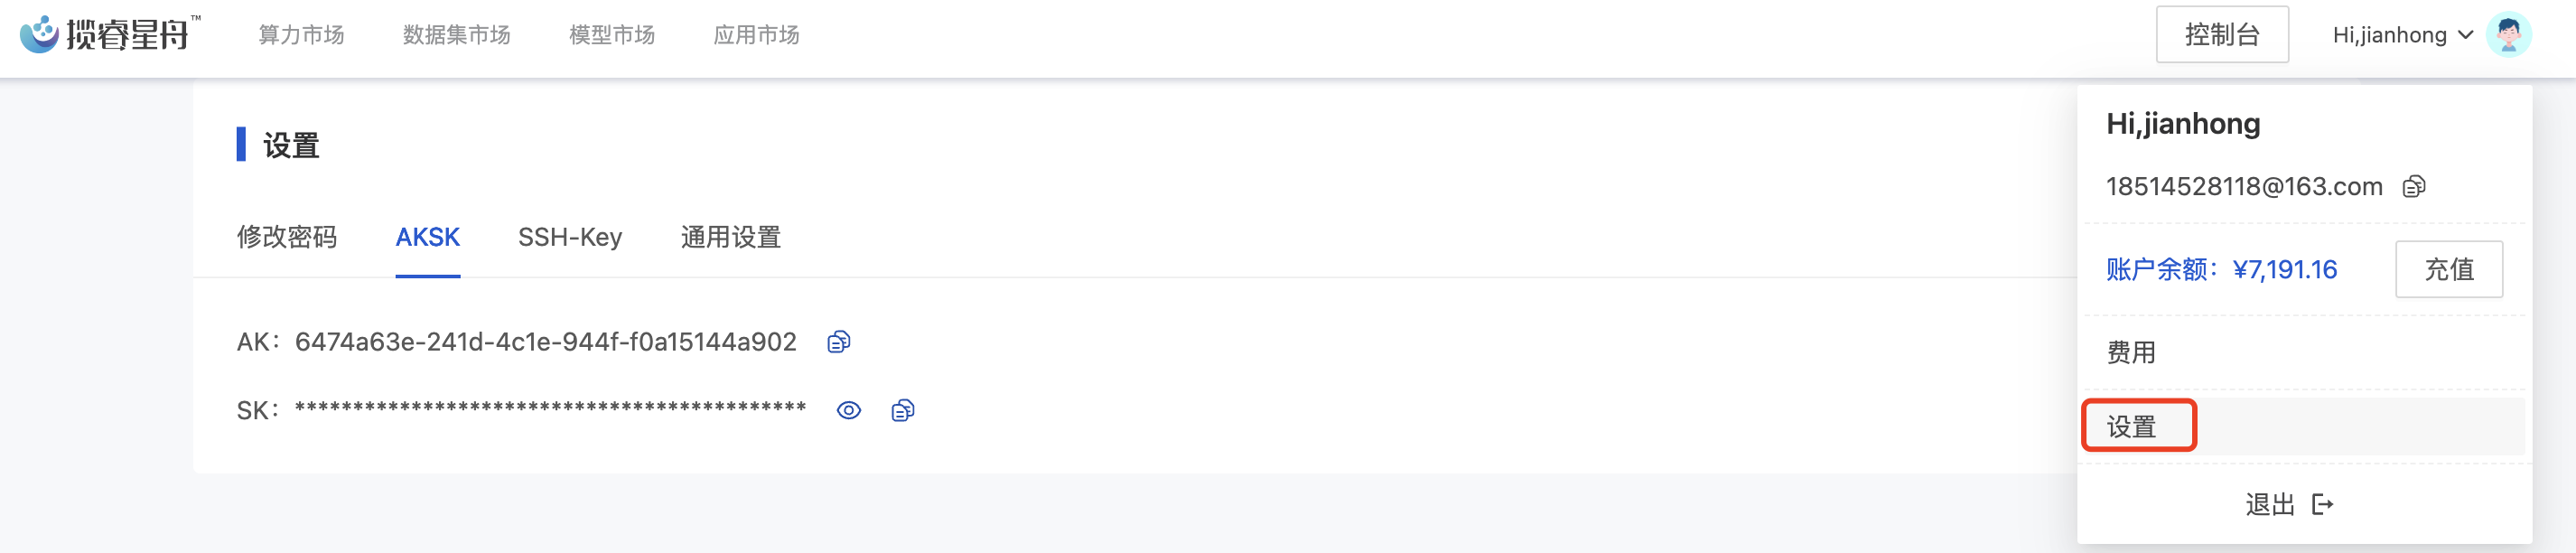 揽睿星舟™ 算力市场 数据集市场 模型市场 应用市场 控制台 Hi,jianhong
设置
修改密码 AKSK SSH-Key 通用设置
AK： 6474a63e-241d-4c1e-944f-f0a15144a902
SK： ********************************************
Hi,jianhong
18514528118@163.com
账户余额：¥7,191.16 充值
费用
设置
退出